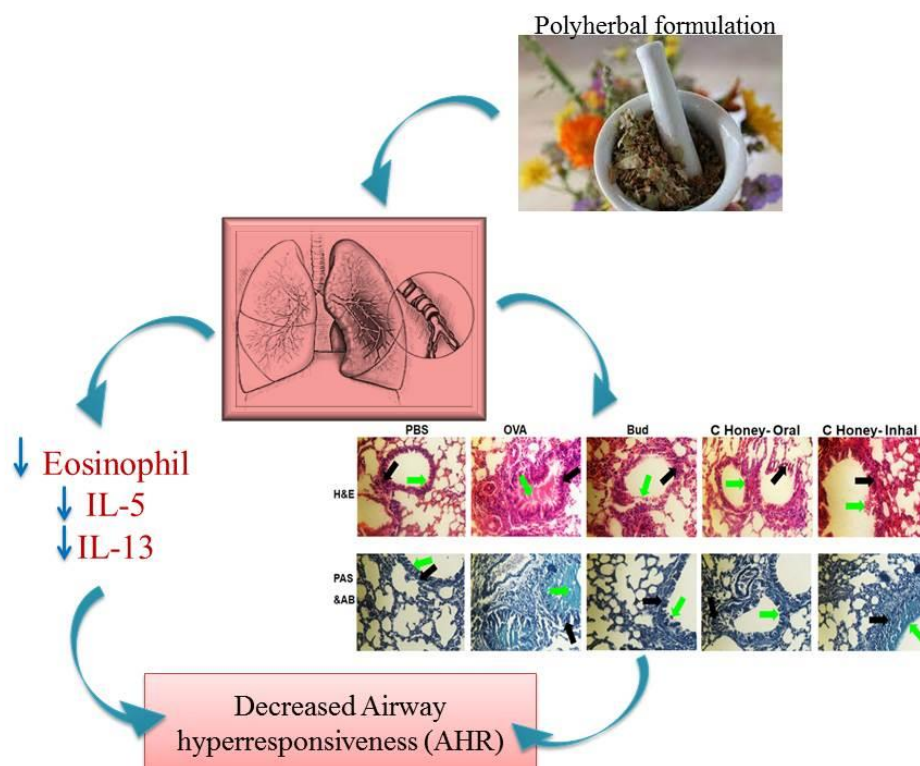 Polyherbal formulation
PBS
OVA
Bud
C Honey- Oral
C Honey- Inhal
H&E
PAS
&AB
Eosinophil
IL-5
IL-13
Decreased Airway
hyperresponsiveness (AHR)